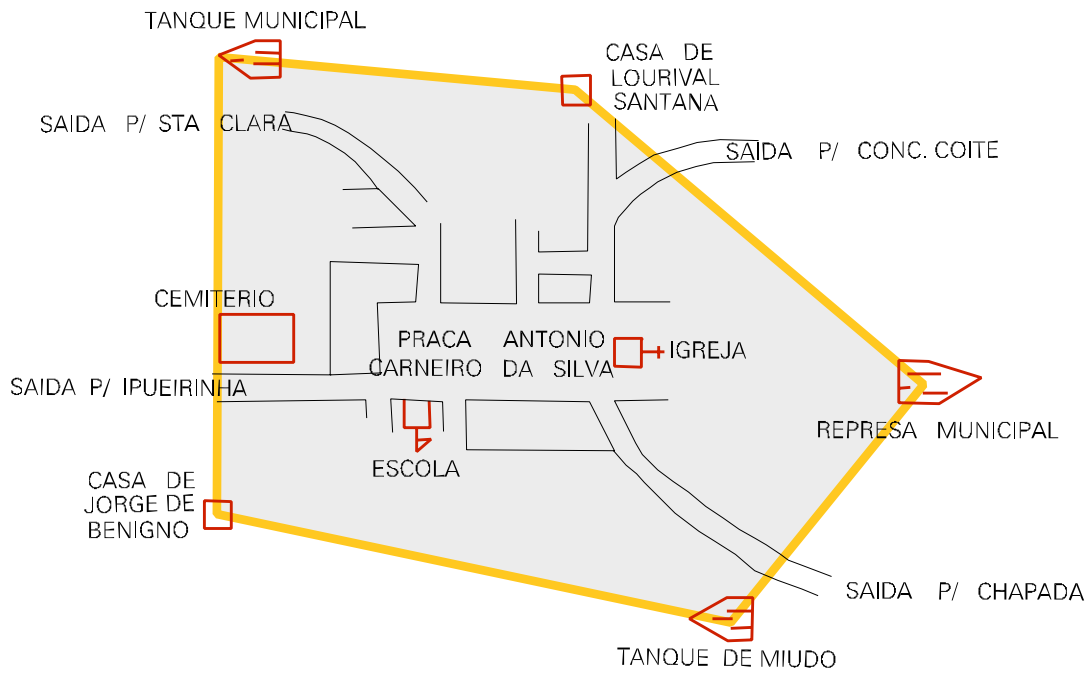 TANQUE MUNICIPAL
CASA DE
LOURIVAL
SANTANA
SAIDA P/ STA CLARA
SAIDA P/ CONC. COITE
CEMITERIO
PRACA ANTONIO
CARNEIRO DA SILVA
IGREJA
SAIDA P/ IPUEIRINHA
REPRESA MUNICIPAL
ESCOLA
CASA DE
JORGE DE
BENIGNO
SAIDA P/ CHAPADA
TANQUE DE MIUDO